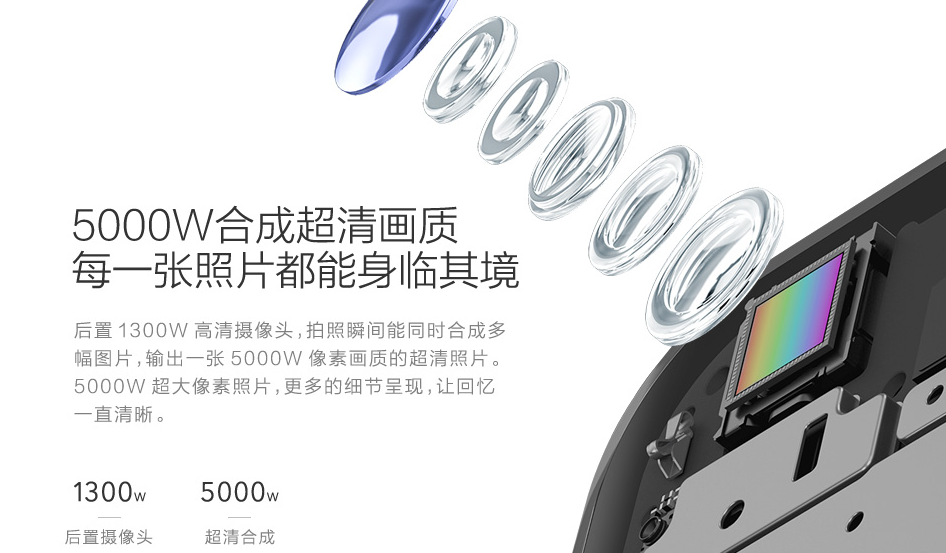 5000W合成超清画质
每一张照片都能身临其境
后置 1300W 高清摄像头,拍照瞬间能同时合成多
幅图片,输出一张 5000W 像素画质的超清照片。
5000W 超大像素照片,更多的细节呈现,让回忆
一直清晰。
1300W 5000W
后置摄像头 超清合成